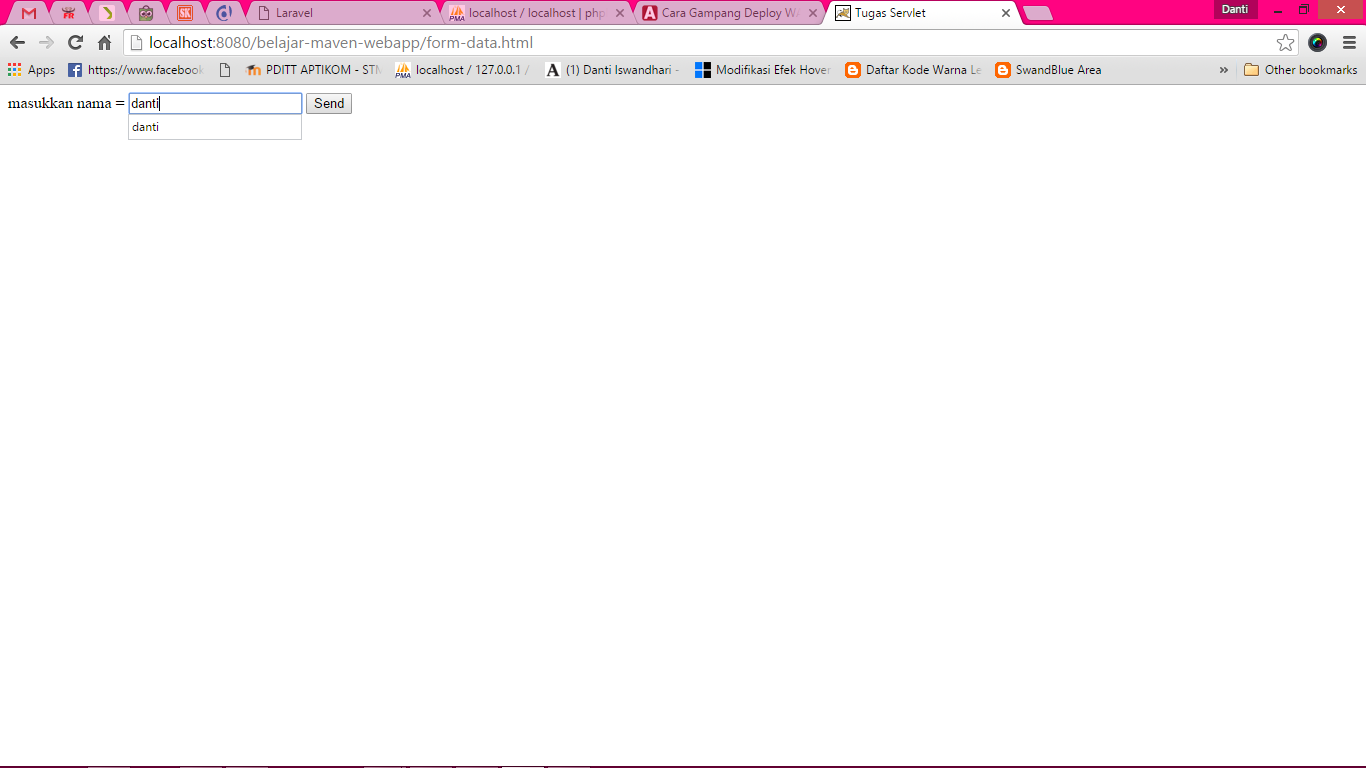 Laravel
localhost / localhost | php
Cara Gampang Deploy WA
Tugas Servlet
Danti
localhost:8080/belajar-maven-webapp/form-data.html
Apps
https://www.facebook
PDITT APTIKOM - STM
localhost / 127.0.0.1 /
(1) Danti Iswandhari -
Modifikasi Efek Hover
Daftar Kode Warna Le
SwandBlue Area
»
Other bookmarks
masukkan nama = danti Send
danti